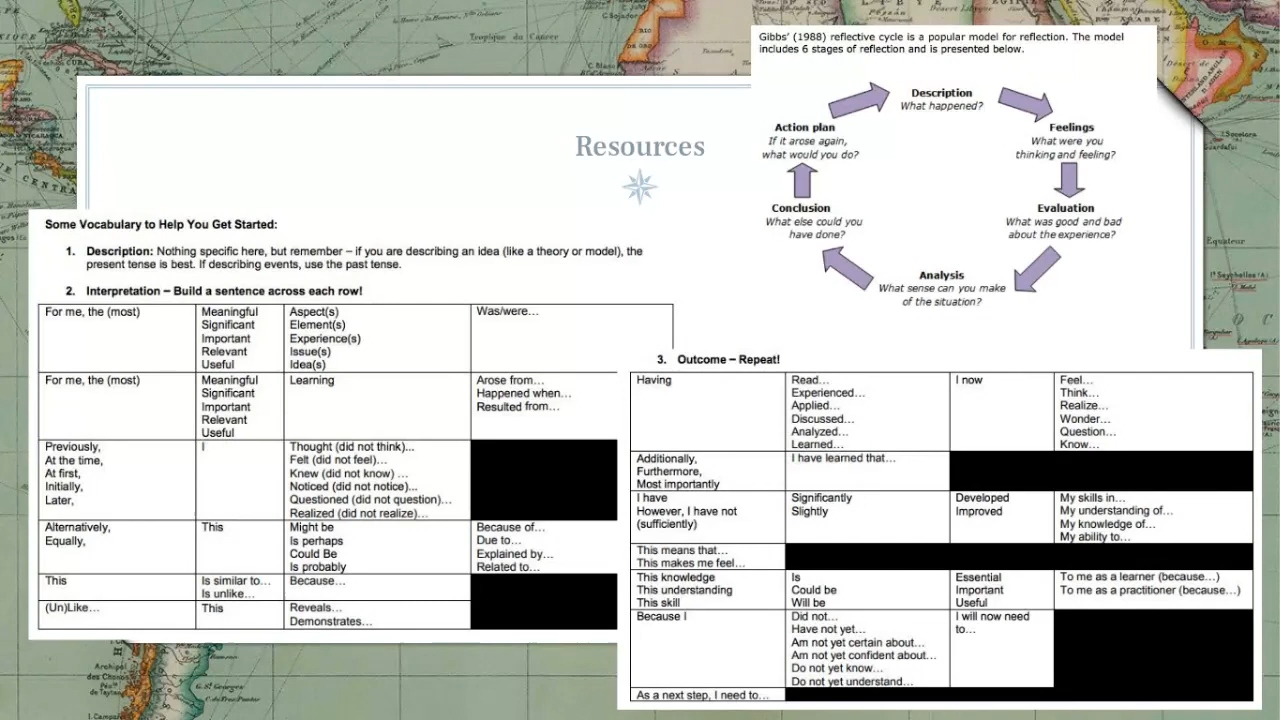 Tropique du Cancer
Gibbs' (1988) reflective cycle is a popular model for reflection. The model
includes 6 stages of reflection and is presented below.
Description
What happened?
Feelings
What were you
thinking and feeling?
Evaluation
What was good and bad
about the experience?
Analysis
What sense can you make
of the situation?
Conclusion
What else could you
have done?
Action plan
If it arose again,
what would you do?
Resources
Some Vocabulary to Help You Get Started:
1. Description: Nothing specific here, but remember – if you are describing an idea (like a theory or model), the
present tense is best. If describing events, use the past tense.
2. Interpretation – Build a sentence across each row!
For me, the (most)
Meaningful
Significant
Important
Relevant
Useful
Aspect(s)
Element(s)
Experience(s)
Issue(s)
Idea(s)
Was/were…
For me, the (most)
Meaningful
Significant
Important
Relevant
Useful
Learning
Arose from…
Happened when…
Resulted from…
Previously,
At the time,
At first,
Initially,
Later,
I
Thought (did not think)...
Felt (did not feel)…
Knew (did not know) …
Noticed (did not notice)...
Questioned (did not question)…
Realized (did not realize)…
Alternatively,
Equally,
This
Might be
Is perhaps
Could Be
Is probably
Because of…
Due to…
Explained by…
Related to…
This
Is similar to…
Is unlike…
Because…
(Un)Like…
This
Reveals…
Demonstrates…
3. Outcome – Repeat!
Having
Read…
Experienced…
Applied…
Discussed…
Analyzed…
Learned…
I now
Feel…
Think…
Realize…
Wonder…
Question…
Know…
Additionally,
Furthermore,
Most importantly
I have learned that…
I have
However, I have not
(sufficiently)
Significantly
Slightly
Developed
Improved
My skills in…
My understanding of…
My knowledge of…
My ability to…
This means that…
This makes me feel…
This knowledge
This understanding
This skill
Is
Could be
Will be
Essential
Important
Useful
To me as a learner (because…)
To me as a practitioner (because…)
Because I
Did not…
Have not yet…
Am not yet certain about…
Am not yet confident about…
Do not yet know…
Do not yet understand…
I will now need
to…
As a next step, I need to…
Equateur